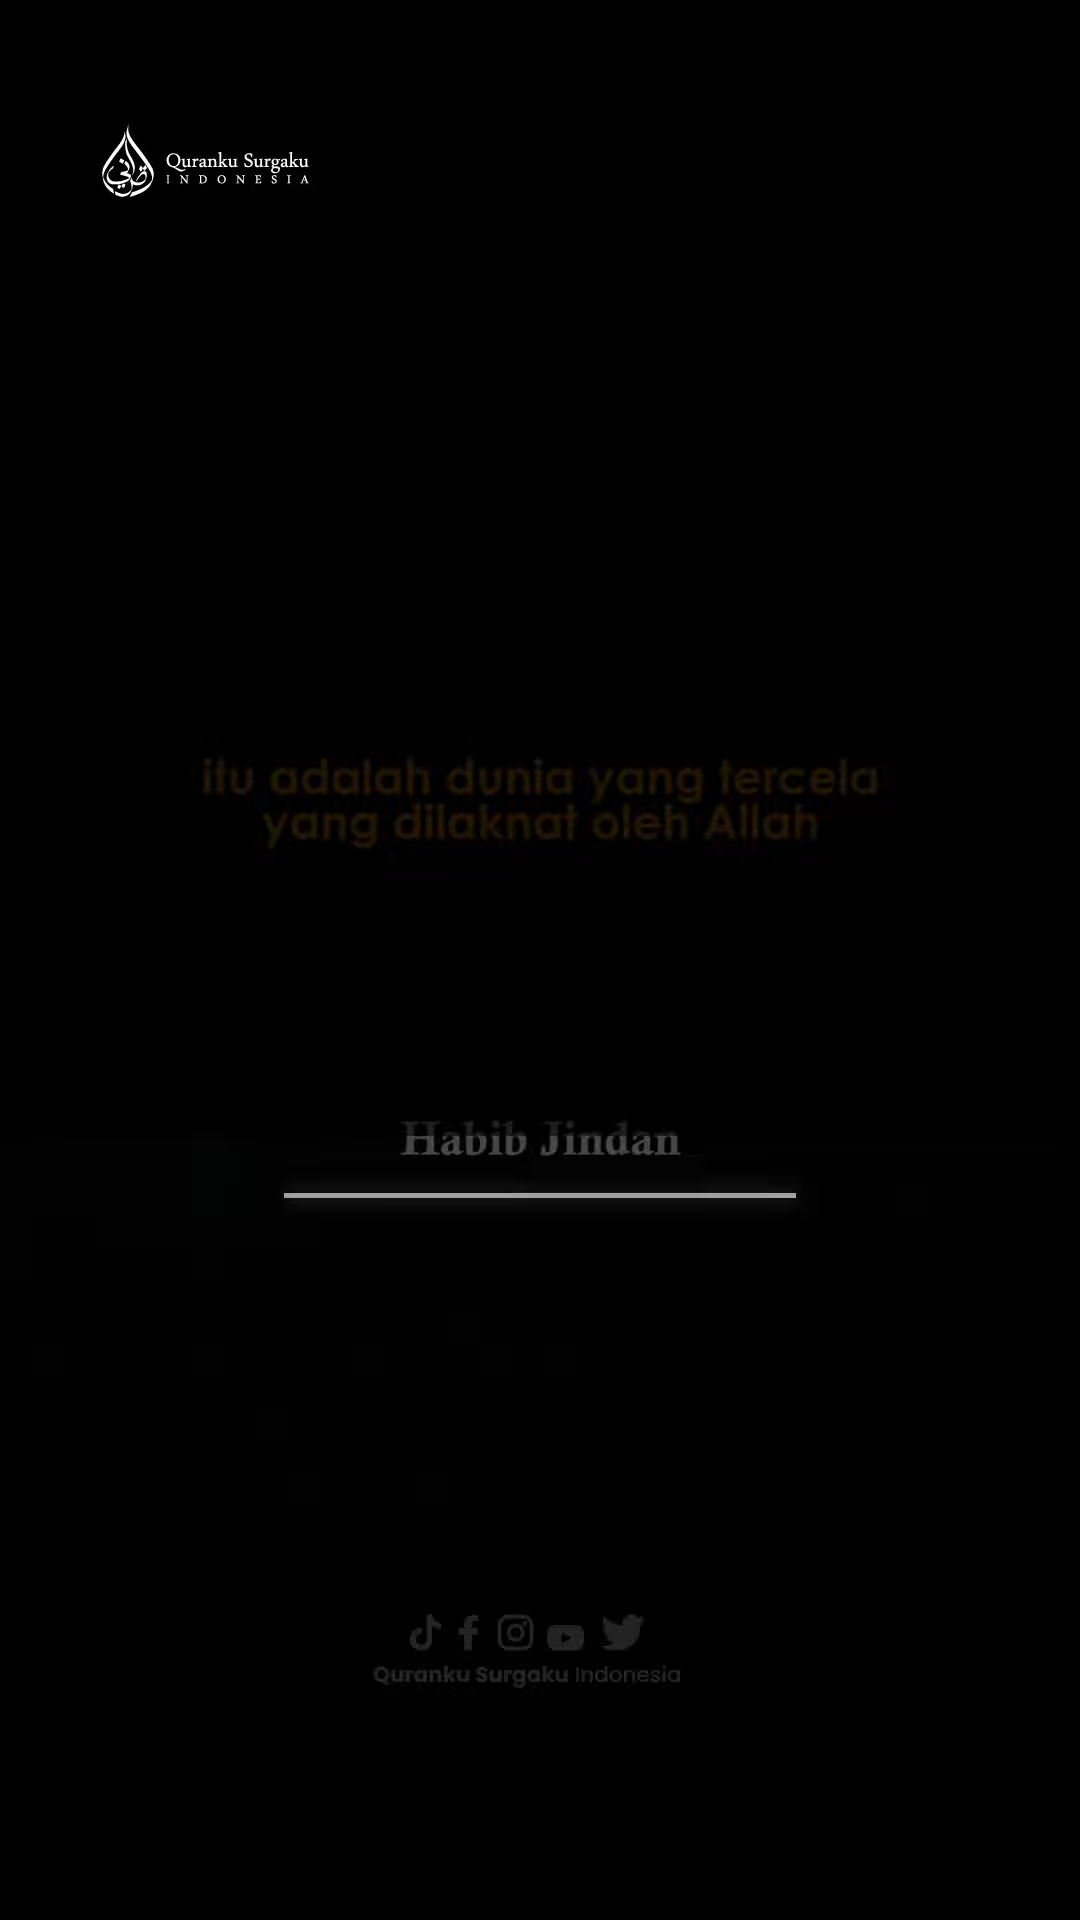 Quranku Surgaku
INDONESIA
itu adalah dunia yang tercela
yang dilaknat oleh Allah
Habib Jindan
Quranku Surgaku Indonesia